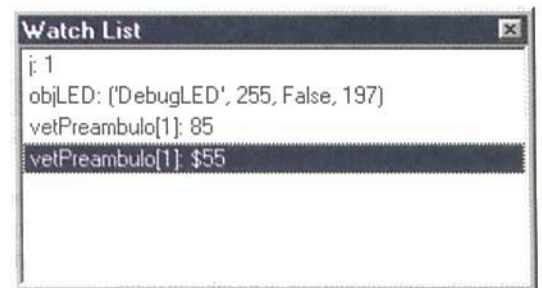 Watch List
j: 1
objLED: ('DebugLED', 255, False, 197)
vetPreambulo[1]: 85
vetPreambulo[1]: $55